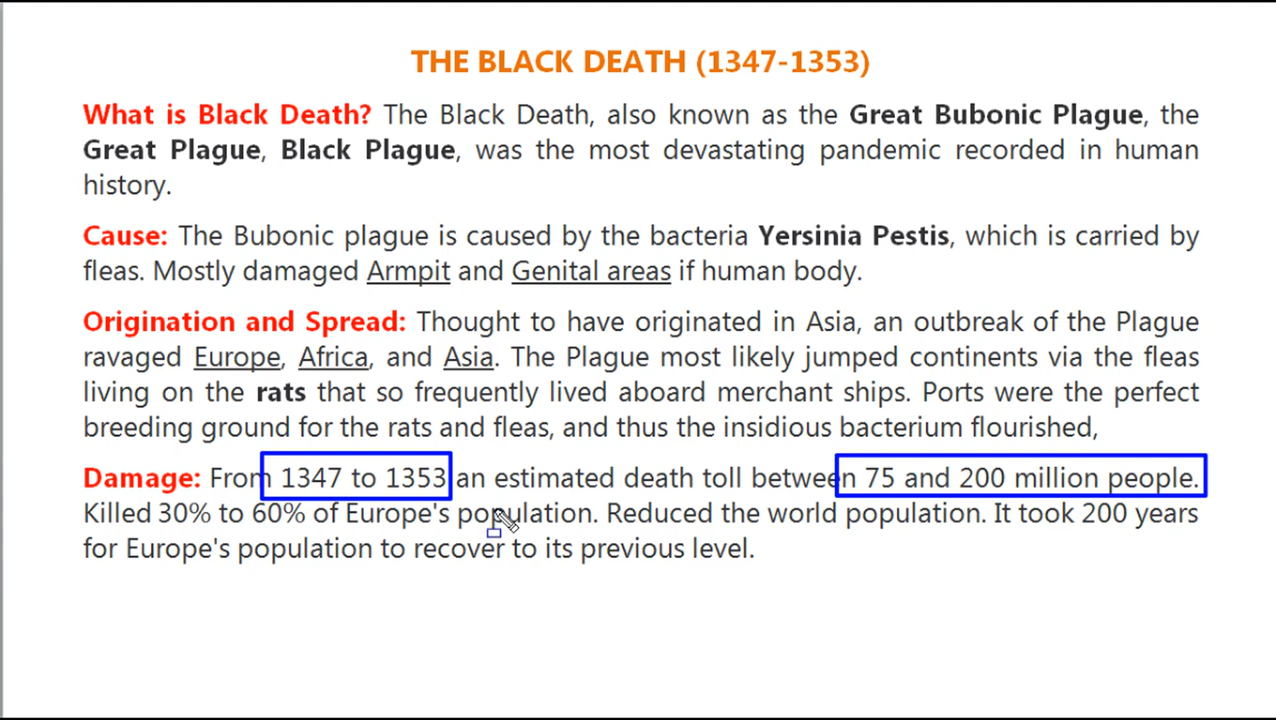 THE BLACK DEATH (1347-1353)
What is Black Death? The Black Death, also known as the Great Bubonic Plague, the
Great Plague, Black Plague, was the most devastating pandemic recorded in human
history.
Cause: The Bubonic plague is caused by the bacteria Yersinia Pestis, which is carried by
fleas. Mostly damaged Armpit and Genital areas if human body.
Origination and Spread: Thought to have originated in Asia, an outbreak of the Plague
ravaged Europe, Africa, and Asia. The Plague most likely jumped continents via the fleas
living on the rats that so frequently lived aboard merchant ships. Ports were the perfect
breeding ground for the rats and fleas, and thus the insidious bacterium flourished,
Damage: From 1347 to 1353 an estimated death toll between 75 and 200 million people.
Killed 30% to 60% of Europe's population. Reduced the world population. It took 200 years
for Europe's population to recover to its previous level.